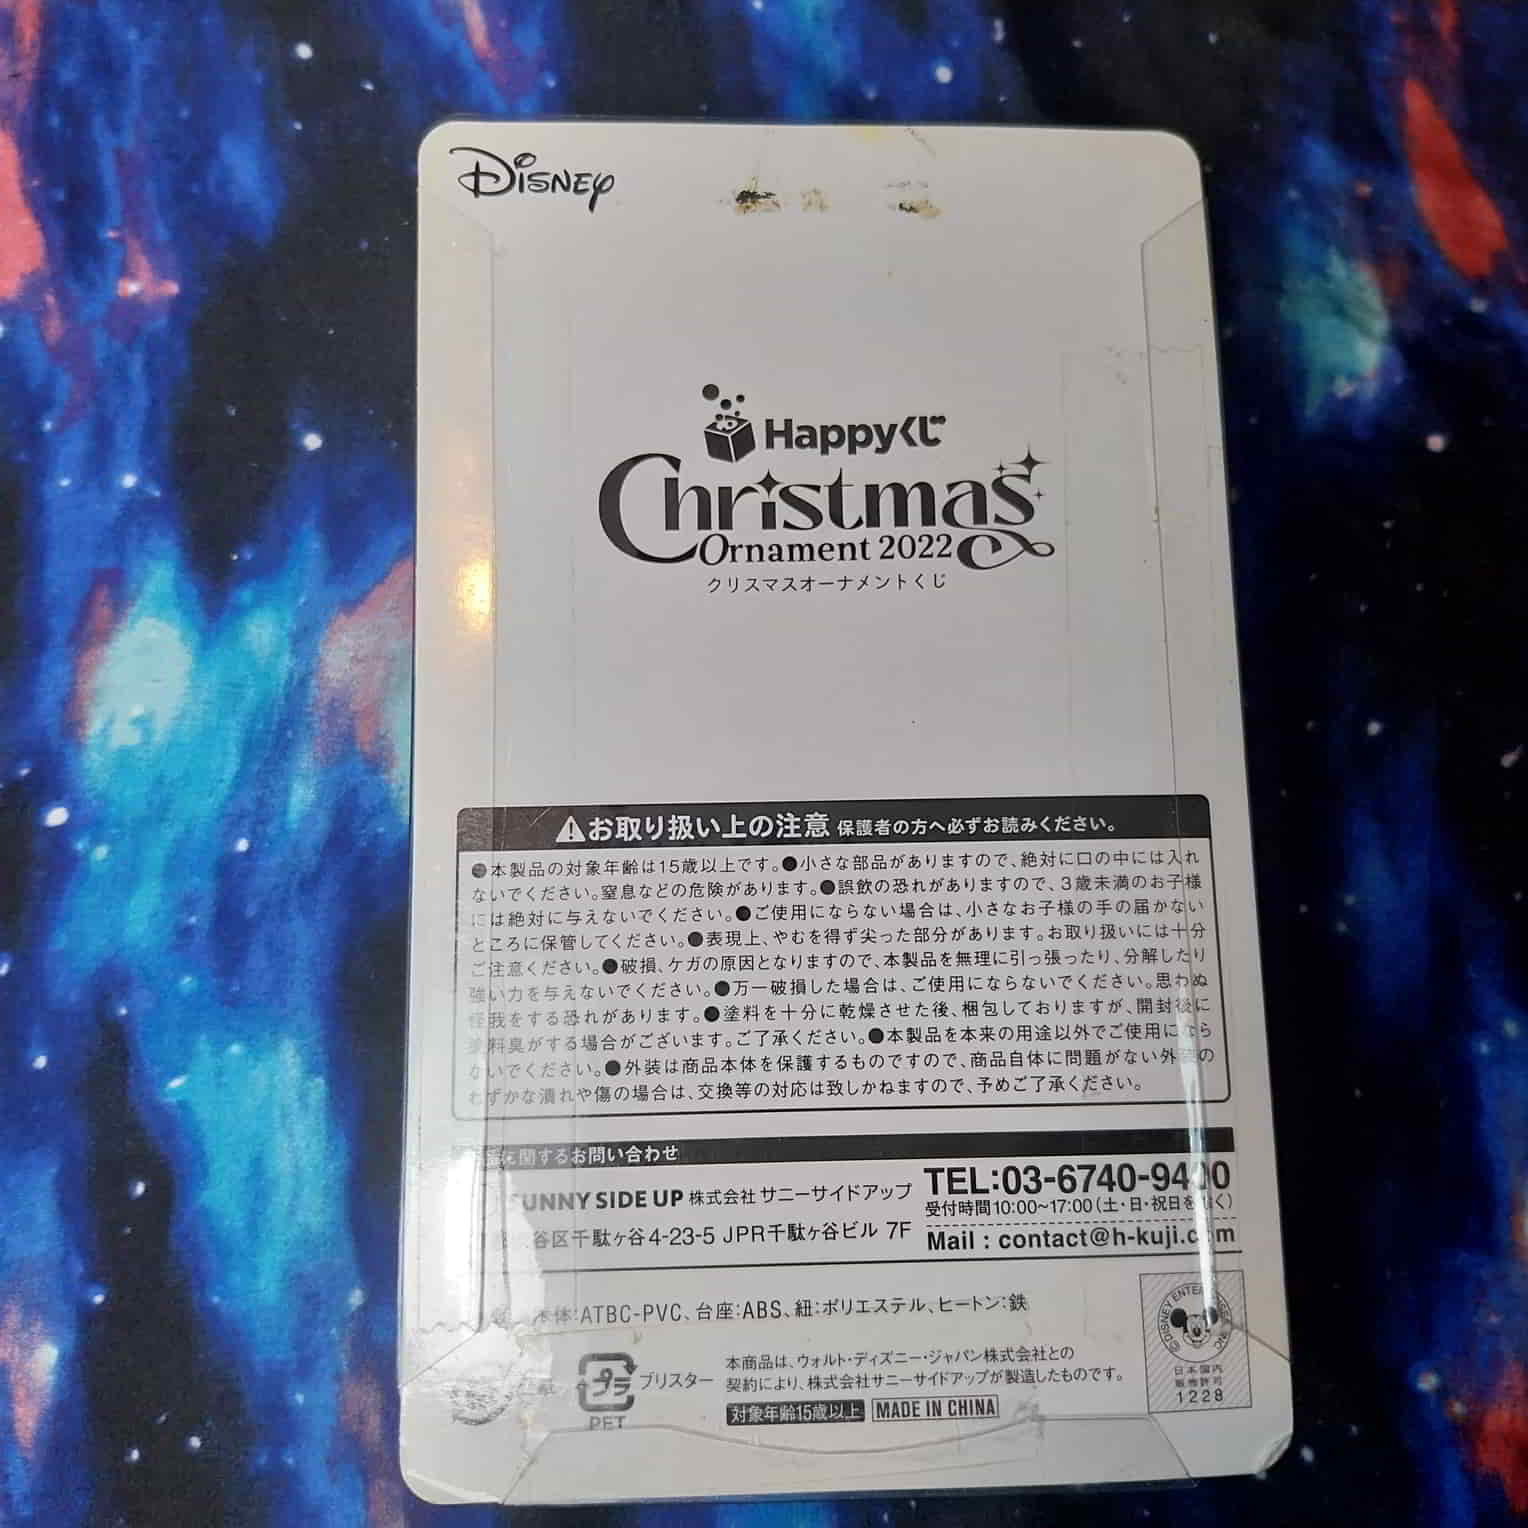 Disney
Happyくじ
Christmas
Ornament 2022
クリスマスオーナメントくじ
⚠お取り扱い上の注意 保護者の方へ必ずお読みください。
●本製品の対象年齢は15歳以上です。●小さな部品がありますので、絶対に口の中には入れ
ないでください。窒息などの危険があります。●誤飲の恐れがありますので、3歳未満のお子様
には絶対に与えないでください。●ご使用にならない場合は、小さなお子様の手の届かない
ところに保管してください。●表現上、やむを得ず尖った部分があります。お取り扱いには十分
ご注意ください。●破損、ケガの原因となりますので、本製品を無理に引っ張ったり、分解したり
強い力を与えないでください。●万一破損した場合は、ご使用にならないでください。思わぬ
怪我をする恐れがあります。●塗料を十分に乾燥させた後、梱包しておりますが、開封後に
塗料臭がする場合がございます。ご了承ください。●本製品を本来の用途以外でご使用になら
ないでください。●外装は商品本体を保護するものですので、商品自体に問題がない外装の
わずかな潰れや傷の場合は、交換等の対応は致しかねますので、予めご了承ください。
に関するお問い合わせ
SUNNY SIDE UP 株式会社 サニーサイドアップ
谷区千駄ヶ谷4-23-5 JPR千駄ヶ谷ビル 7F
TEL:03-6740-9400
受付時間10:00~17:00(土・日・祝日を除く)
Mail : contact@h-kuji.com
本体:ATBC-PVC、台座:ABS、紐:ポリエステル、ヒートン:鉄
プラ
PET
ブリスター
本商品は、ウォルト・ディズニー・ジャパン株式会社との
契約により、株式会社サニーサイドアップが製造したものです。
対象年齢15歳以上 MADE IN CHINA
©DISNEY ENTERPRISES, INC.
日本国内
販売許可
1228